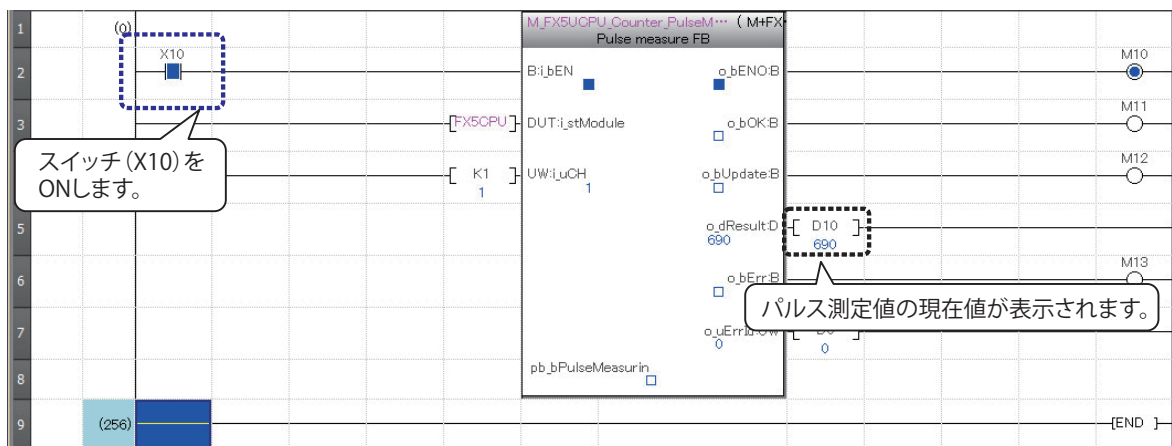 1 (0) M_FX5UCPU_Counter_PulseM··· ( M+FX
Pulse measure FB
X10 M10
2 B:i_bEN o_bENO:B
M11
3 [FX5CPU] DUT:i_stModule o_bOK:B
スイッチ(X10)を
ONします。
M12
[ K1 ] UW:i_uCH o_bUpdate:B
1 1
5 o_dResult:D [ D10 ]
690 690
M13
6 o_bErr:B
パルス測定値の現在値が表示されます。
7
0 0
8 pb_bPulseMeasurin
9 (256) [END ]